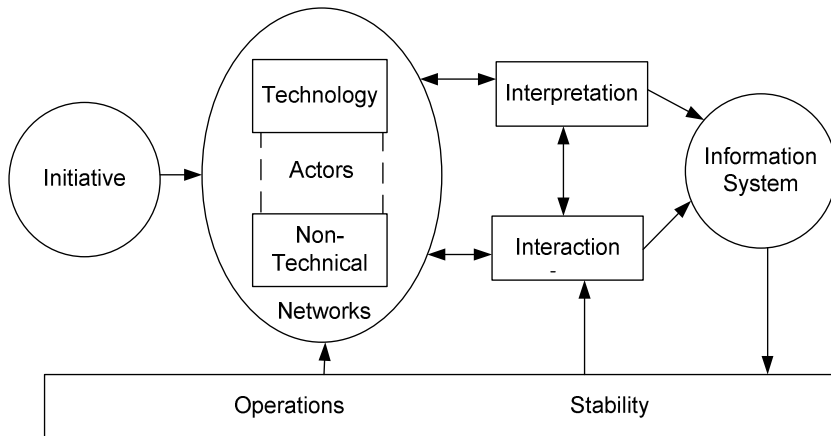 Initiative
Technology
Actors
Non-
Technical
Networks
Interpretation
Interaction
-
Information
System
Operations
Stability